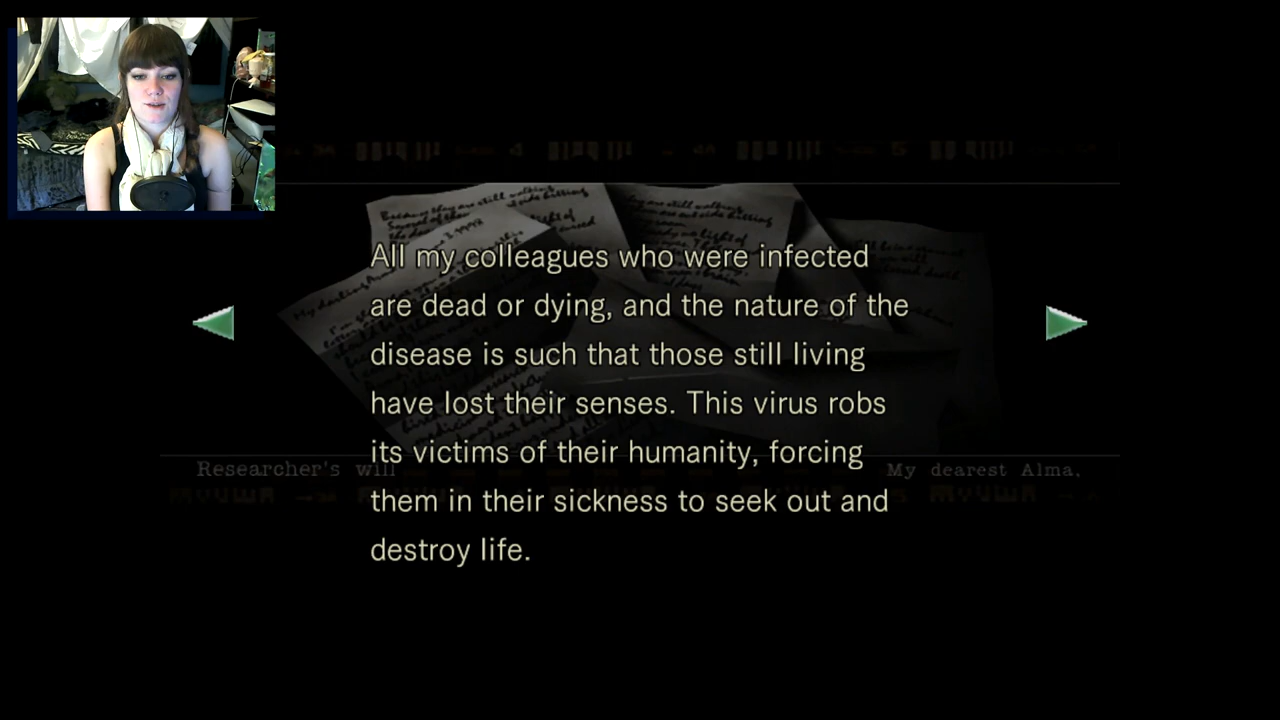 All my colleagues who were infected
are dead or dying, and the nature of the
disease is such that those still living
have lost their senses. This virus robs
its victims of their humanity, forcing
them in their sickness to seek out and
destroy life.
Researcher's will
My dearest Alma,